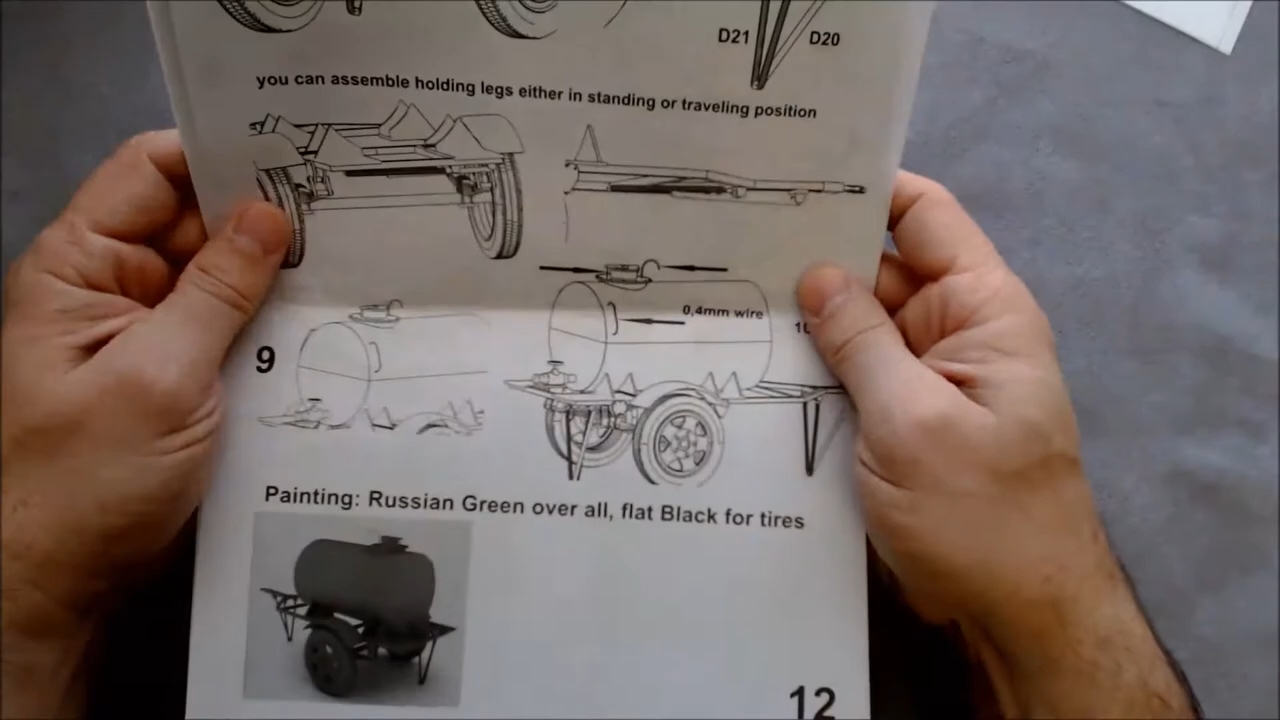 D21 D20
you can assemble holding legs either in standing or traveling position
0,4mm wire
9
Painting: Russian Green over all, flat Black for tires
12